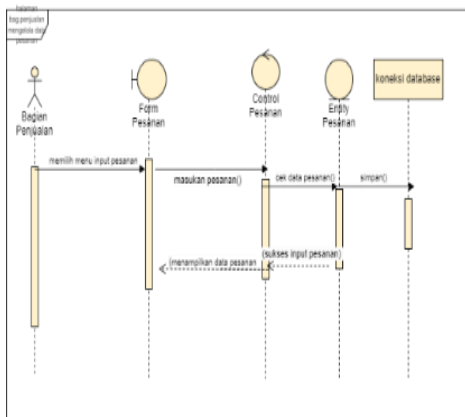 halaman
bag.penjualan
mengelola data
pesanan
Bagian
Penjualan
Form
Pesanan
Control
Pesanan
Entity
Pesanan
koneksi database
memilih menu input pesanan
masukan pesanan()
cek data pesanan()
simpan()
(sukses input pesanan)
(menampilkan data pesanan